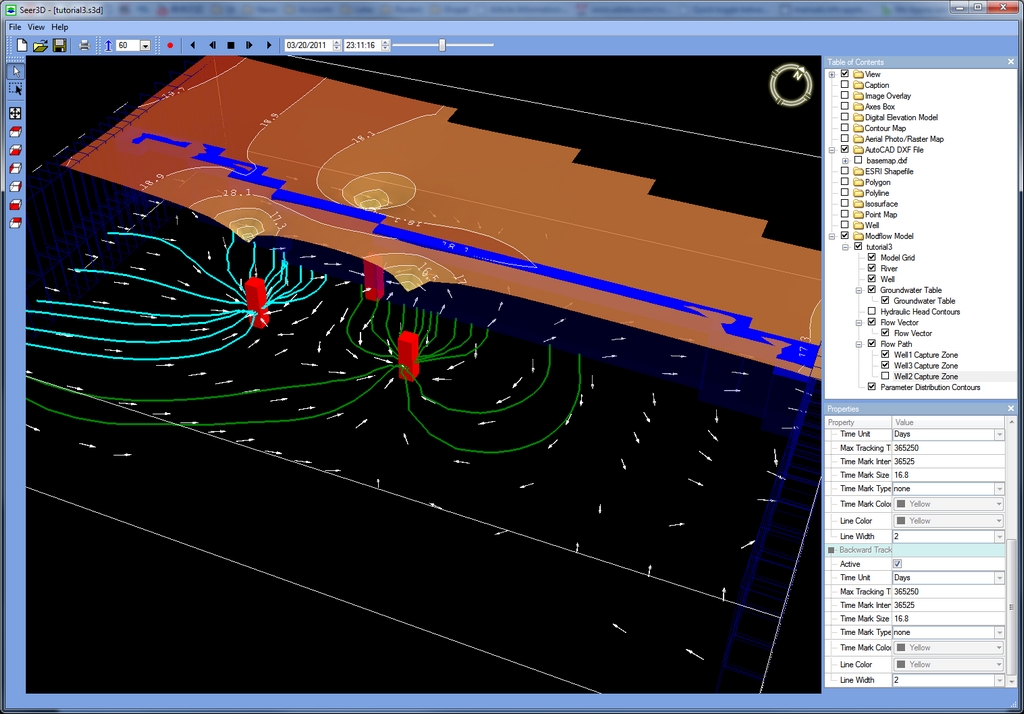 Seer3D - [tutorial3.s3d]
File View Help
60
03/20/2011 23:11:16
N
18.9
18.1
18.9
18.1
17.3
18.1
Table of Contents
View
Caption
Image Overlay
Axes Box
Digital Elevation Model
Contour Map
Aerial Photo/Raster Map
AutoCAD DXF File
basemap.dxf
ESRI Shapefile
Polygon
Polyline
Isosurface
Point Map
Well
Modflow Model
tutorial3
Model Grid
River
Well
Groundwater Table
Groundwater Table
Hydraulic Head Contours
Flow Vector
Flow Vector
Flow Path
Well1 Capture Zone
Well3 Capture Zone
Well2 Capture Zone
Parameter Distribution Contours
Properties
Property Value
Time Unit Days
Max Tracking T 365250
Time Mark Inter 36525
Time Mark Size 16.8
Time Mark Type none
Time Mark Colo Yellow
Line Color Yellow
Line Width 2
Backward Track
Active
Time Unit Days
Max Tracking T 365250
Time Mark Inter 36525
Time Mark Size 16.8
Time Mark Type none
Time Mark Colo Yellow
Line Color Yellow
Line Width 2